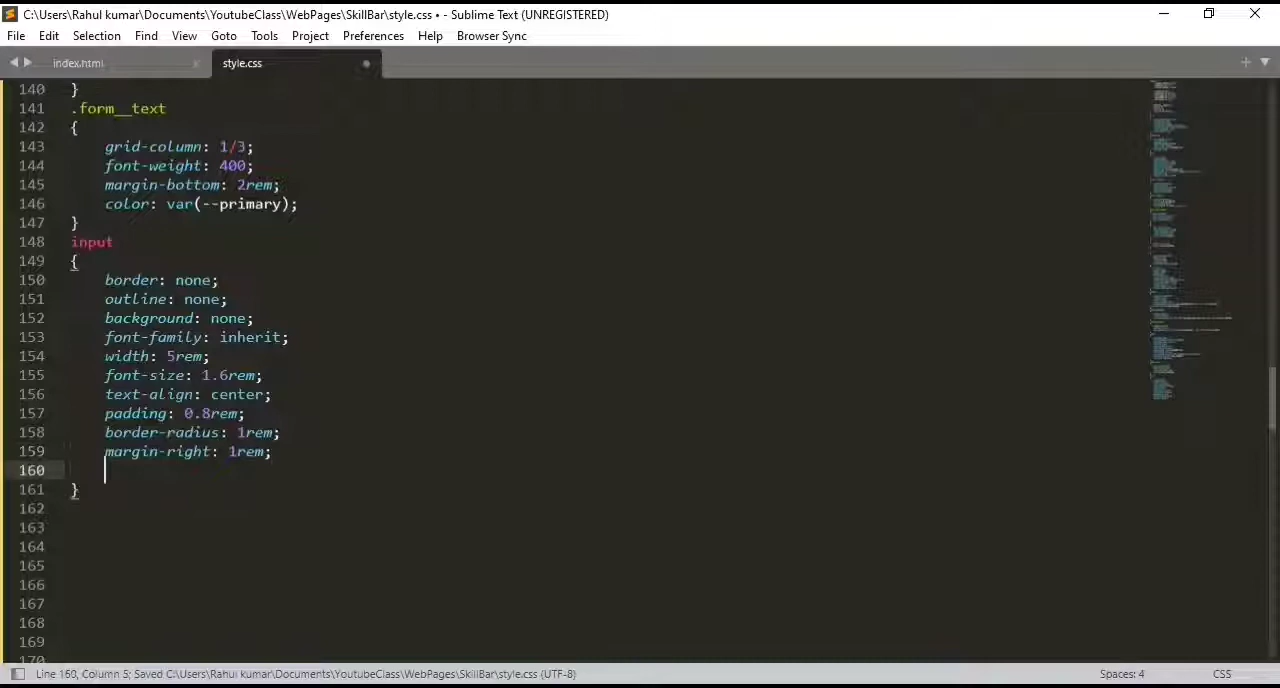 C:\Users\Rahul kumar\Documents\YoutubeClass\WebPages\SkillBar\style.css • - Sublime Text (UNREGISTERED)
File Edit Selection Find View Goto Tools Project Preferences Help Browser Sync
index.html style.css
140 }
141 .form__text
142 {
143 grid-column: 1/3;
144 font-weight: 400;
145 margin-bottom: 2rem;
146 color: var(--primary);
147 }
148 input
149 {
150 border: none;
151 outline: none;
152 background: none;
153 font-family: inherit;
154 width: 5rem;
155 font-size: 1.6rem;
156 text-align: center;
157 padding: 0.8rem;
158 border-radius: 1rem;
159 margin-right: 1rem;
160
161 }
162
163
164
165
166
167
168
169
170
Line 160, Column 5; Saved C:\Users\Rahul kumar\Documents\YoutubeClass\WebPages\SkillBar\style.css (UTF-8) Spaces: 4 CSS